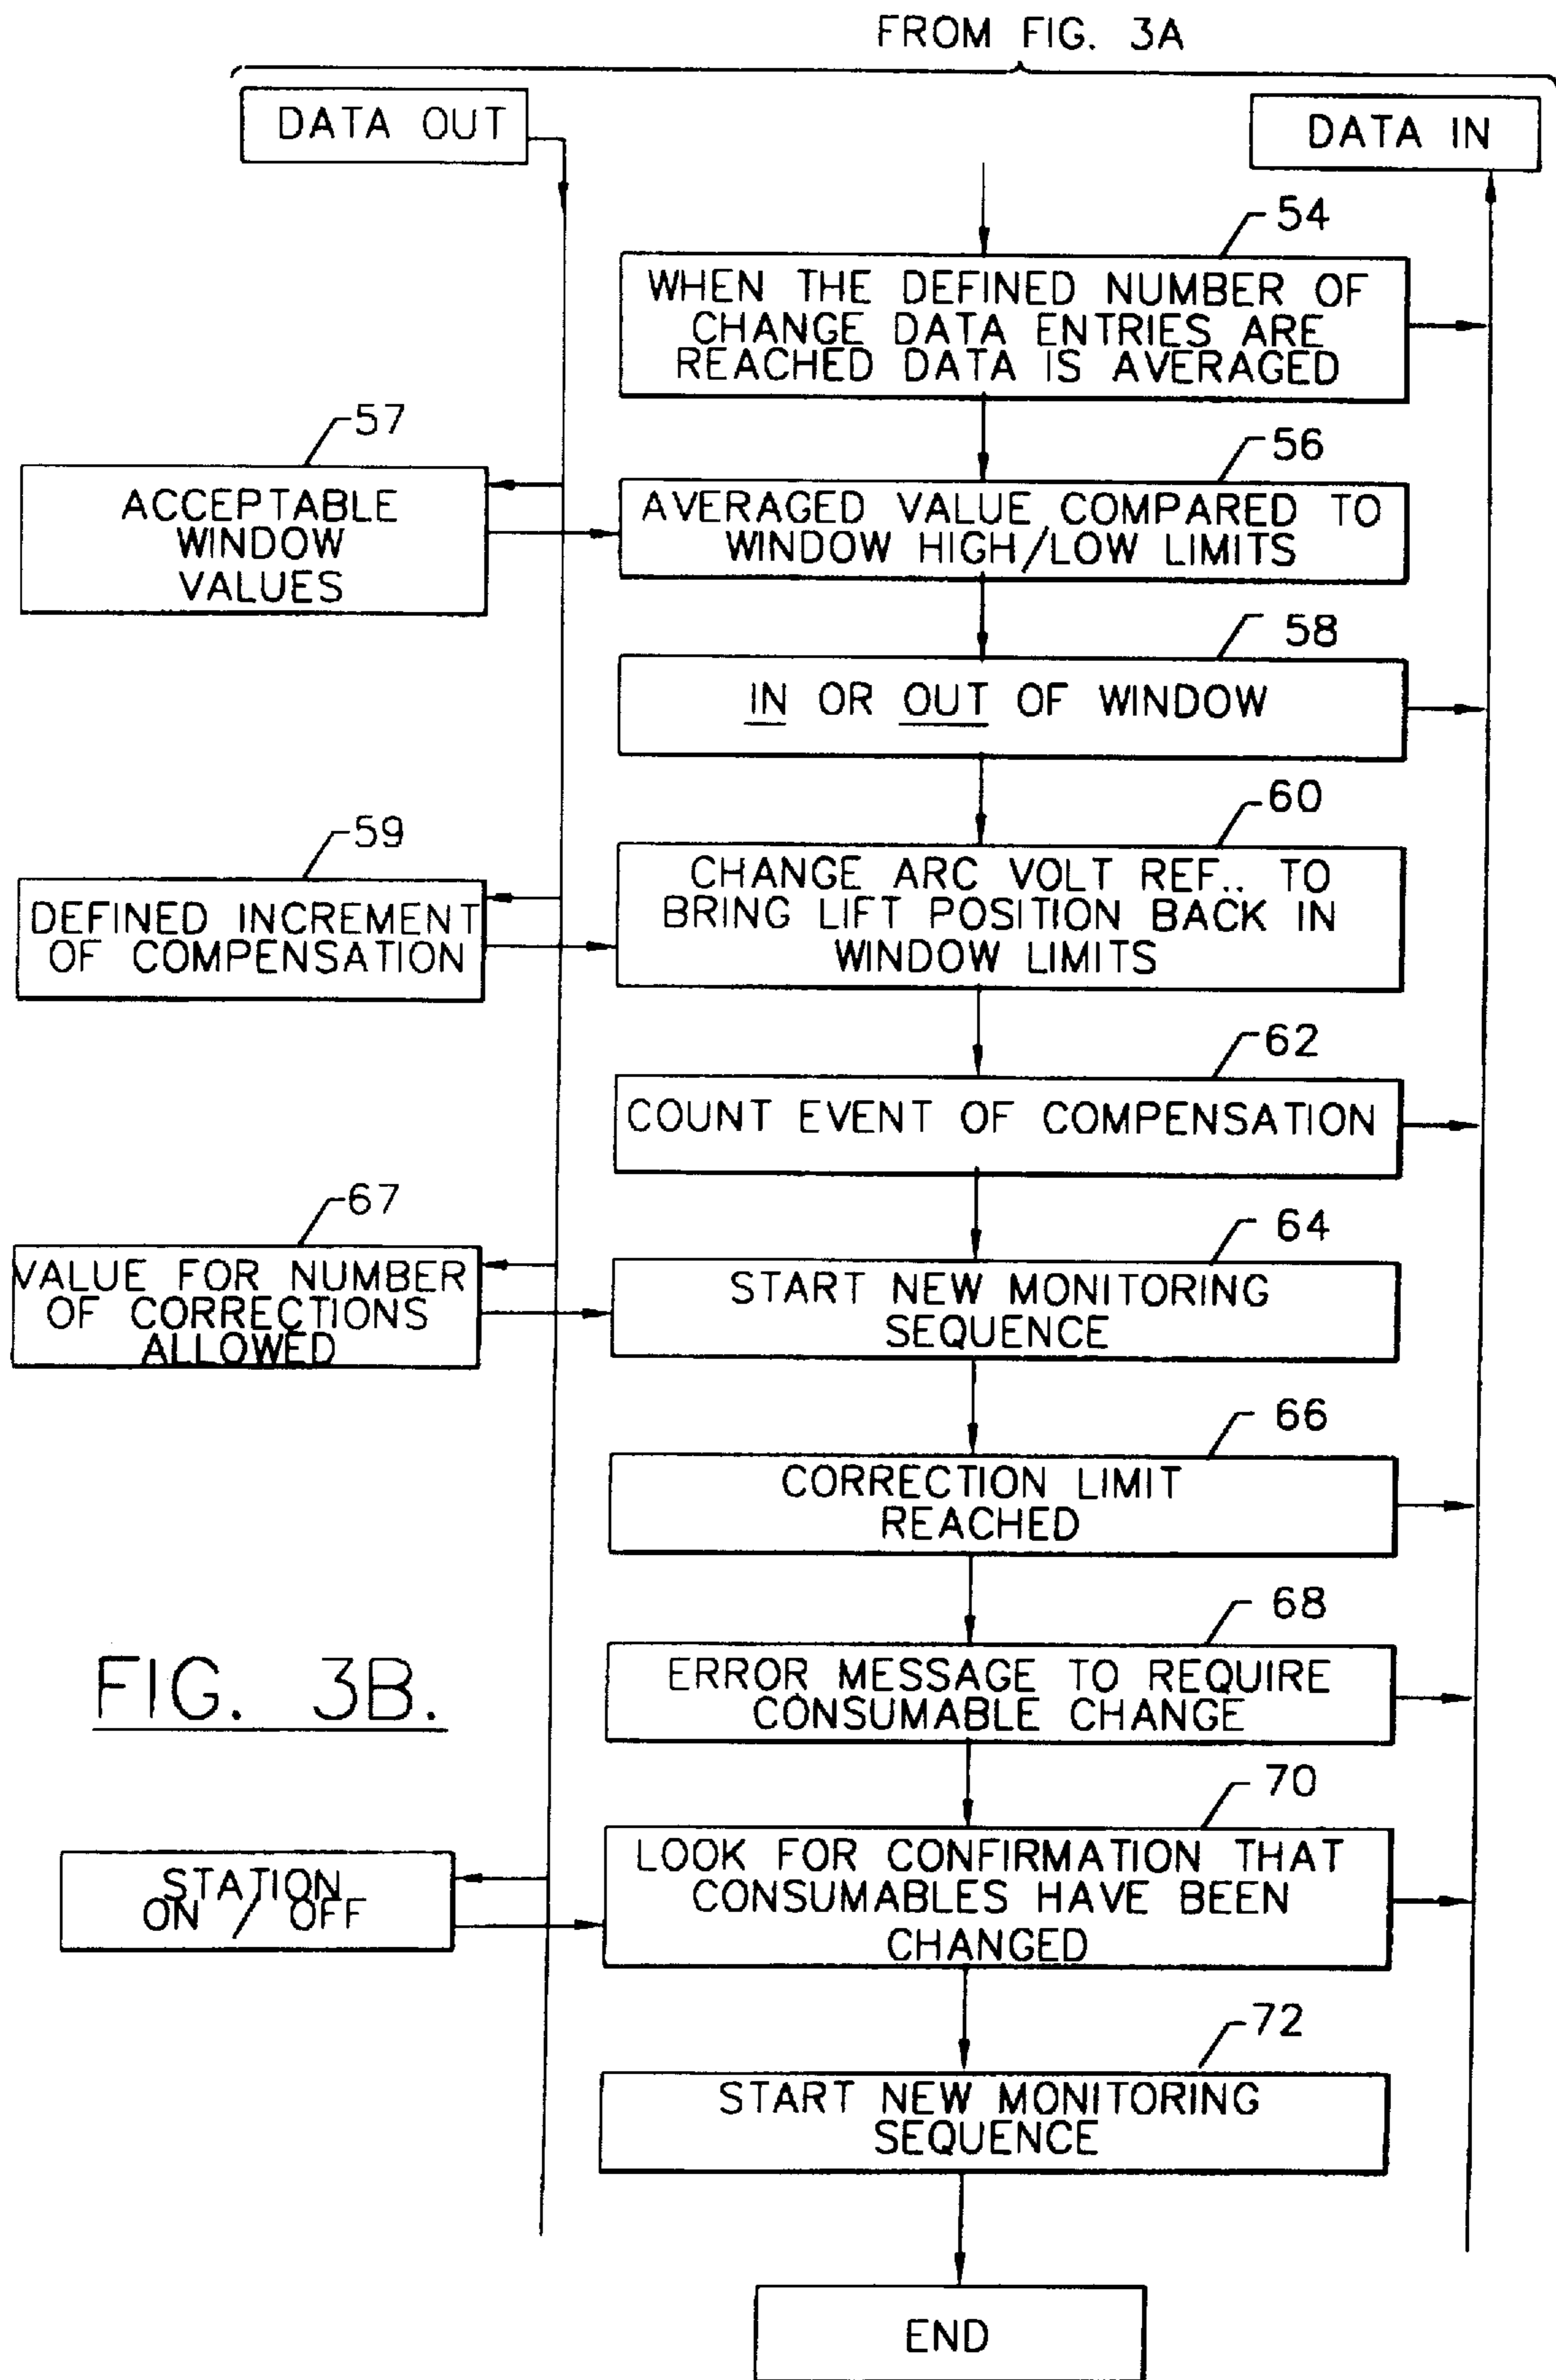 FROM FIG. 3A
DATA OUT
DATA IN
54
WHEN THE DEFINED NUMBER OF
CHANGE DATA ENTRIES ARE
REACHED DATA IS AVERAGED
57
ACCEPTABLE
WINDOW
VALUES
56
AVERAGED VALUE COMPARED TO
WINDOW HIGH/LOW LIMITS
58
IN OR OUT OF WINDOW
59
DEFINED INCREMENT
OF COMPENSATION
60
CHANGE ARC VOLT REF.. TO
BRING LIFT POSITION BACK IN
WINDOW LIMITS
62
COUNT EVENT OF COMPENSATION
67
VALUE FOR NUMBER
OF CORRECTIONS
ALLOWED
64
START NEW MONITORING
SEQUENCE
66
CORRECTION LIMIT
REACHED
68
ERROR MESSAGE TO REQUIRE
CONSUMABLE CHANGE
FIG. 3B.
70
LOOK FOR CONFIRMATION THAT
CONSUMABLES HAVE BEEN
CHANGED
STATION
ON / OFF
72
START NEW MONITORING
SEQUENCE
END